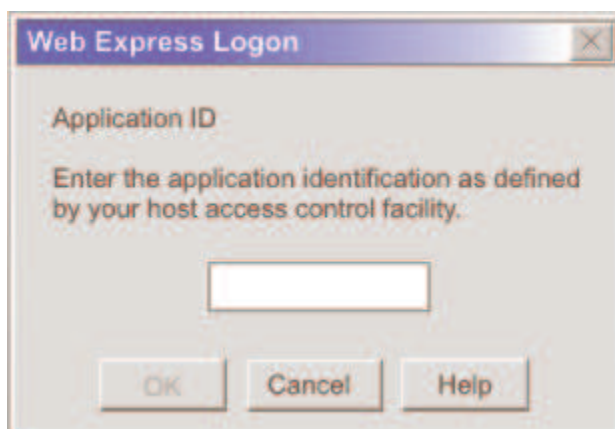 Web Express Logon
Application ID
Enter the application identification as defined
by your host access control facility.
OK Cancel Help